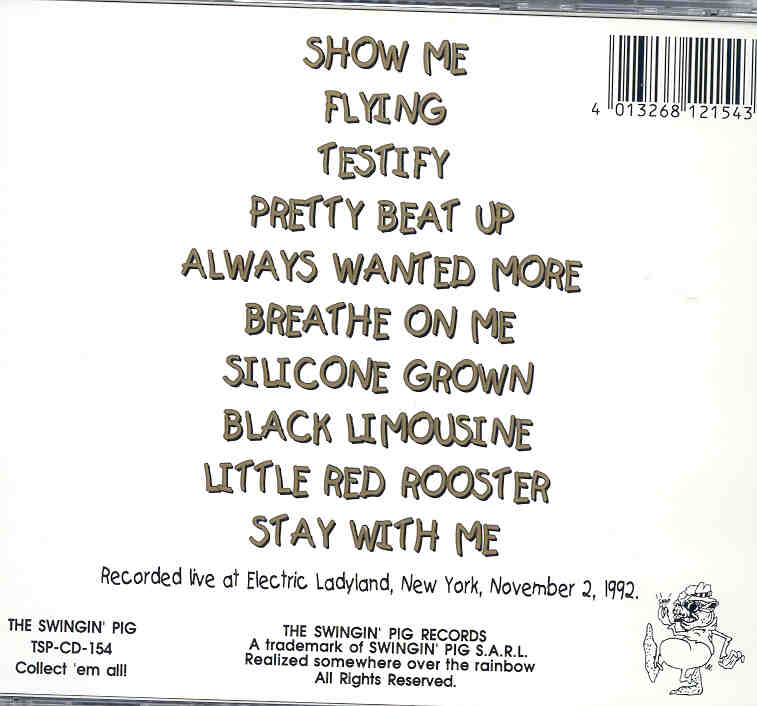 SHOW ME
FLYING
TESTIFY
PRETTY BEAT UP
ALWAYS WANTED MORE
BREATHE ON ME
SILICONE GROWN
BLACK LIMOUSINE
LITTLE RED ROOSTER
STAY WITH ME
4 013268 121543
Recorded live at Electric Ladyland, New York, November 2, 1992.
THE SWINGIN' PIG
TSP-CD-154
Collect 'em all!
THE SWINGIN' PIG RECORDS
A trademark of SWINGIN' PIG S.A.R.L.
Realized somewhere over the rainbow
All Rights Reserved.